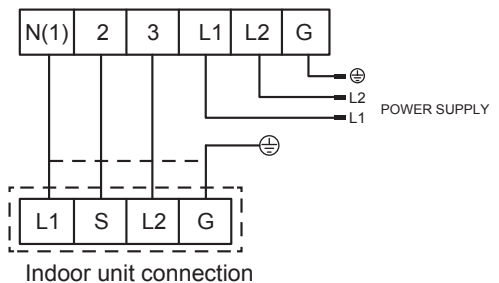 N(1) 2 3 L1 L2 G
L2
L1
POWER SUPPLY
L1 S L2 G
Indoor unit connection